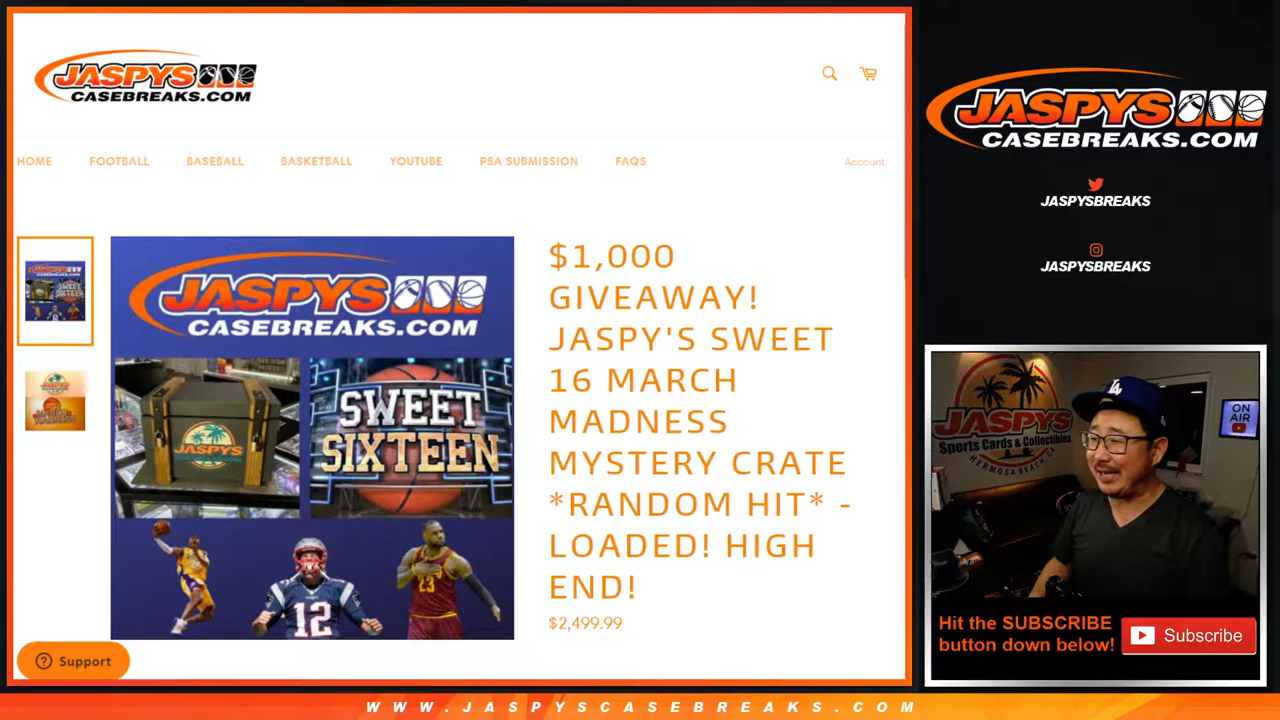 JASPYS
CASEBREAKS.COM
HOME FOOTBALL BASEBALL BASKETBALL YOUTUBE PSA SUBMISSION FAQS
Account
JASPYS
CASEBREAKS.COM
SWEET
SIXTEEN
JASPYS
12
23
$1,000
GIVEAWAY!
JASPY'S SWEET
16 MARCH
MADNESS
MYSTERY CRATE
*RANDOM HIT* -
LOADED! HIGH
END!
$2,499.99
Support
JASPYS
CASEBREAKS.COM
JASPYSBREAKS
JASPYSBREAKS
JASPYS
Sports Cards & Collectibles
HERMOSA BEACH, CA
LA
ON
AIR
Hit the SUBSCRIBE
button down below!
Subscribe
WWW.JASPYSCASEBREAKS.COM